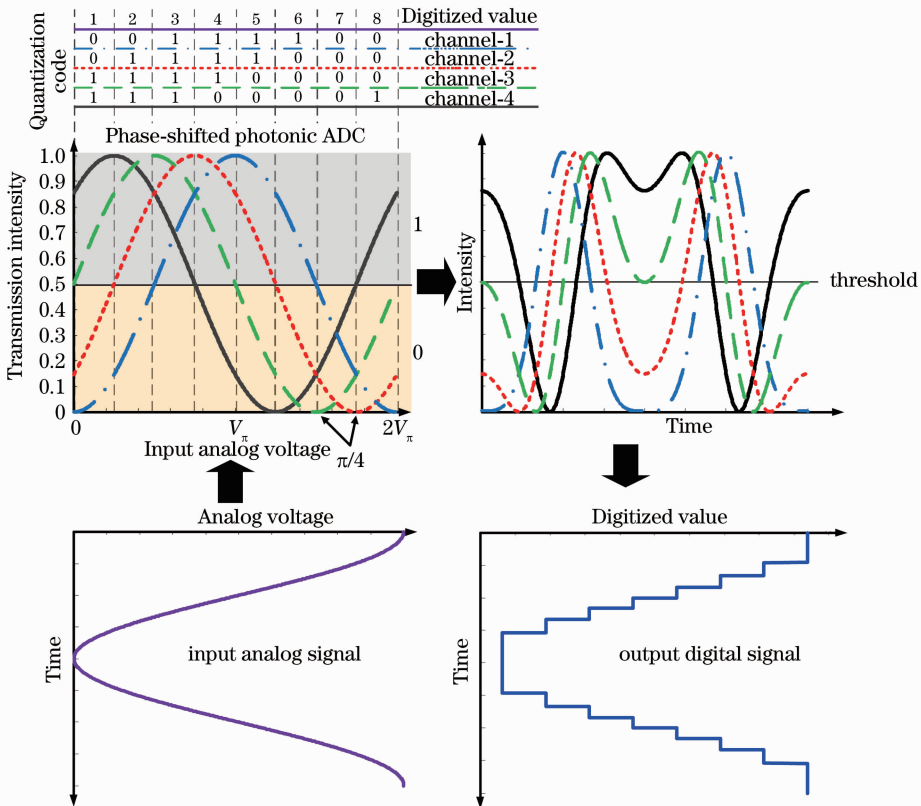 1 2 3 4 5 6 7 8 Digitized value
Quantization code
0 0 1 1 1 1 0 0 channel-1
0 1 1 1 1 0 0 0 channel-2
1 1 1 1 0 0 0 0 channel-3
1 1 1 0 0 0 0 1 channel-4
Phase-shifted photonic ADC
Transmission intensity
1.0
0.9
0.8
0.7
0.6
0.5
0.4
0.3
0.2
0.1
0
1
0
0 Vπ 2Vπ
Input analog voltage
π/4
Intensity
threshold
Time
Analog voltage
Time
input analog signal
Digitized value
Time
output digital signal